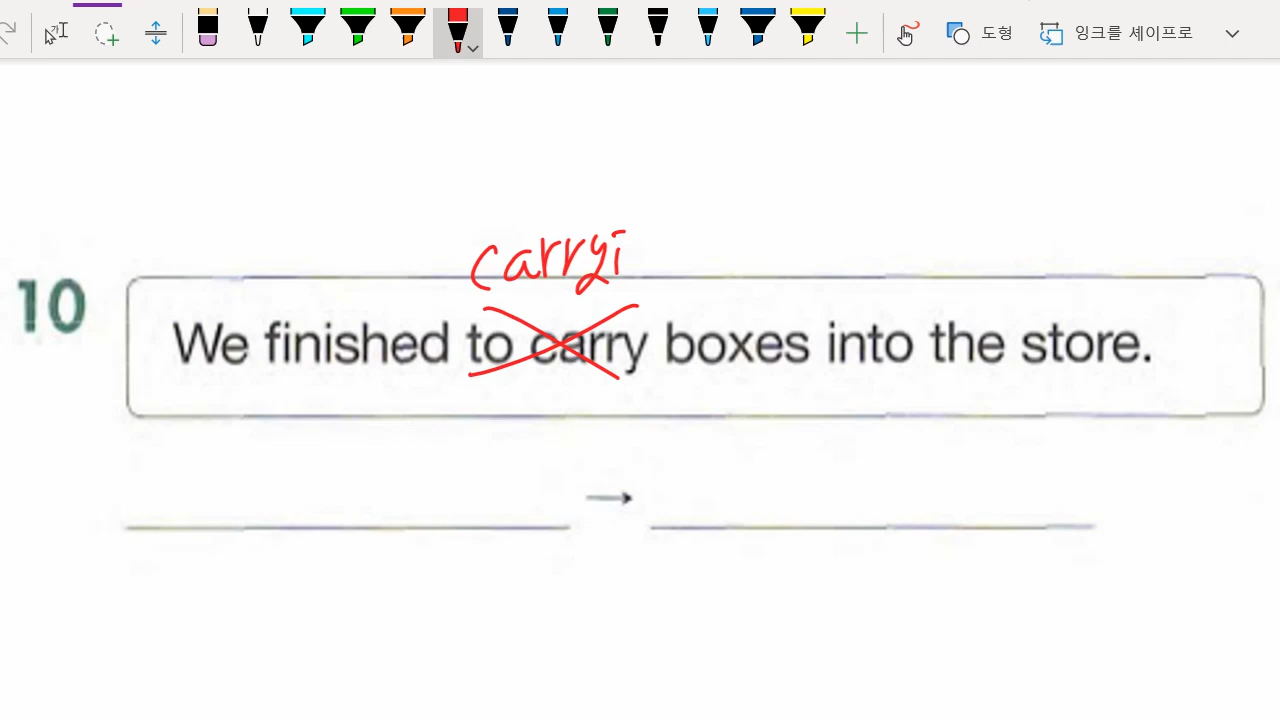 도형 잉크를 셰이프로
carryi
10 We finished to carry boxes into the store.
→